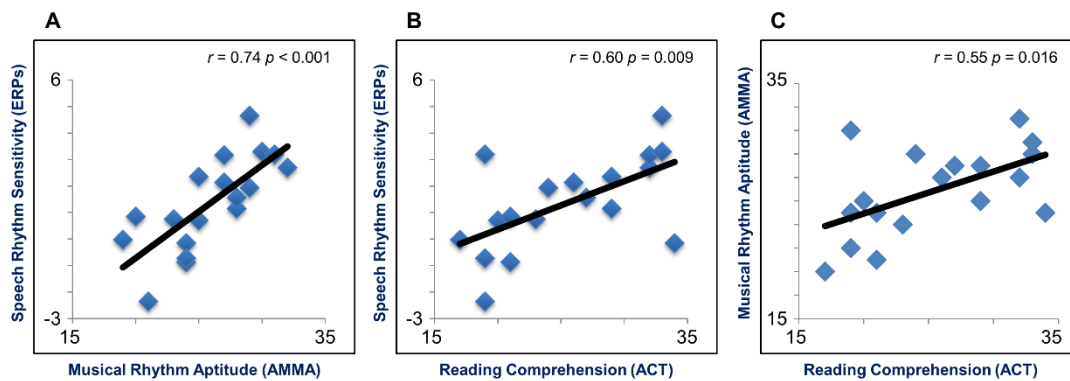 A
r = 0.74 p < 0.001
Speech Rhythm Sensitivity (ERPs)
6
-3
15
35
Musical Rhythm Aptitude (AMMA)
B
r = 0.60 p = 0.009
Speech Rhythm Sensitivity (ERPs)
6
-3
15
35
Reading Comprehension (ACT)
C
r = 0.55 p = 0.016
Musical Rhythm Aptitude (AMMA)
35
15
15
35
Reading Comprehension (ACT)